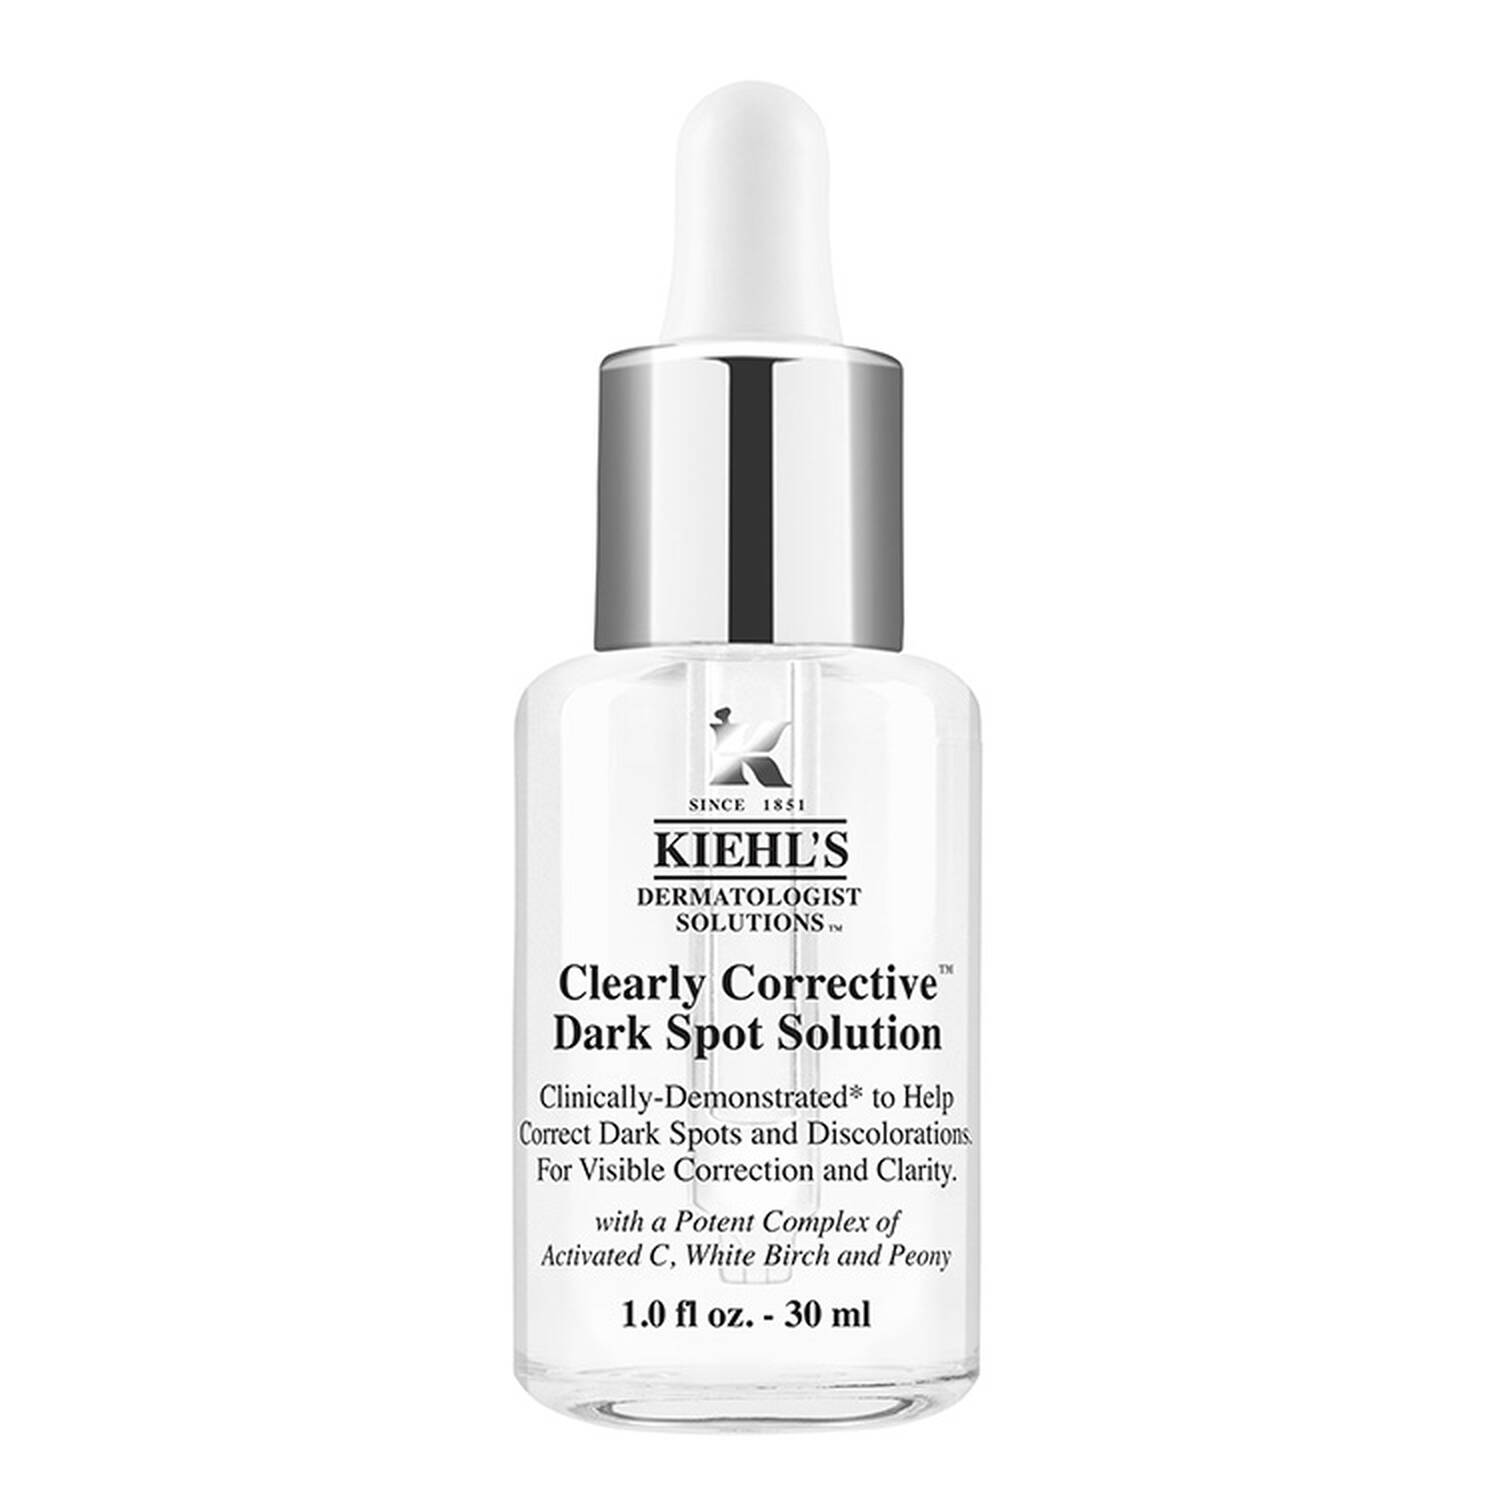 K
SINCE 1851
KIEHL'S
DERMATOLOGIST
SOLUTIONS™
Clearly Corrective™
Dark Spot Solution
Clinically-Demonstrated* to Help
Correct Dark Spots and Discolorations.
For Visible Correction and Clarity.
with a Potent Complex of
Activated C, White Birch and Peony
1.0 fl oz. - 30 ml